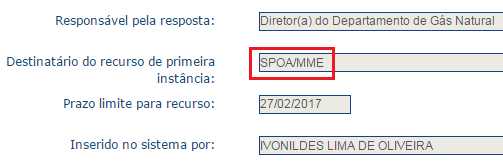 Responsável pela resposta: Diretor(a) do Departamento de Gás Natural
Destinatário do recurso de primeira instância: SPOA/MME
Prazo limite para recurso: 27/02/2017
Inserido no sistema por: IVONILDES LIMA DE OLIVEIRA